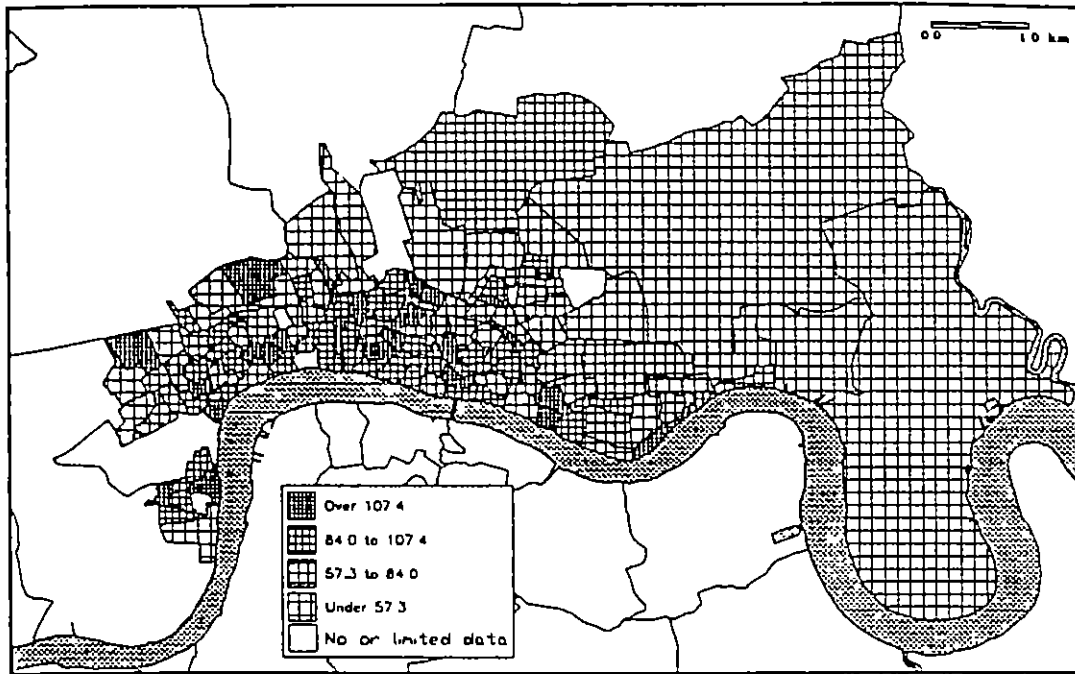 0.0 1.0 km
Over 107.4
84.0 to 107.4
57.3 to 84.0
Under 57.3
No or limited data